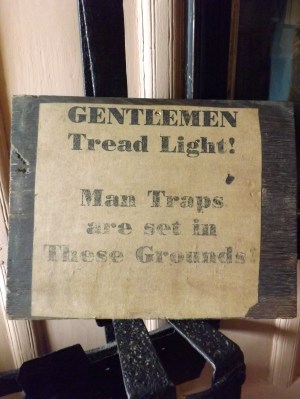 GENTLEMEN
Tread Light!
Man Traps
are set in
These Grounds!